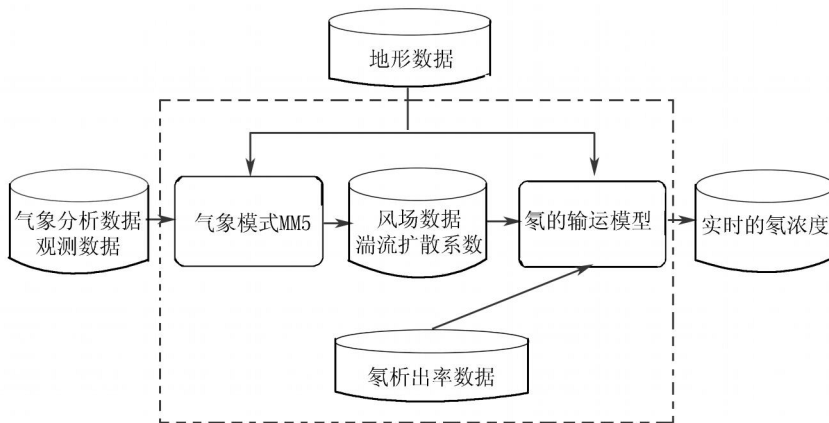 地形数据
气象分析数据
观测数据
气象模式MM5
风场数据
湍流扩散系数
氡的输运模型
实时的氡浓度
氡析出率数据